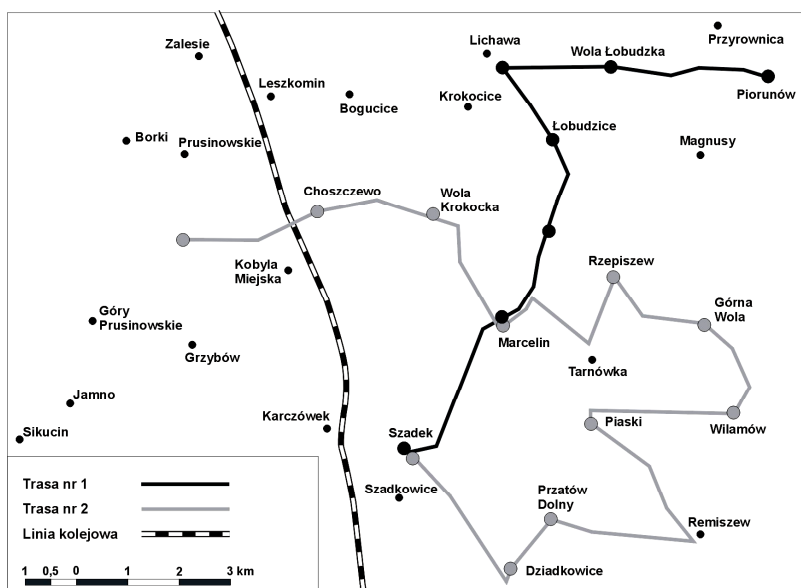 Przyrownica
Zalesie
Lichawa
Wola Łobudzka
Leszkomin
Bogucice
Krokocice
Piorunów
Łobudzice
Borki
Prusinowskie
Magnusy
Choszczewo
Wola
Krokocka
Kobyla
Miejska
Rzepiszew
Góry
Prusinowskie
Górna
Wola
Marcelin
Grzybów
Tarnówka
Jamno
Karczówek
Szadek
Piaski
Wilamów
Sikucin
Szadkowice
Przatów
Dolny
Remiszew
Dziadkowice
Trasa nr 1
Trasa nr 2
Linia kolejowa
1 0,5 0 1 2 3 km